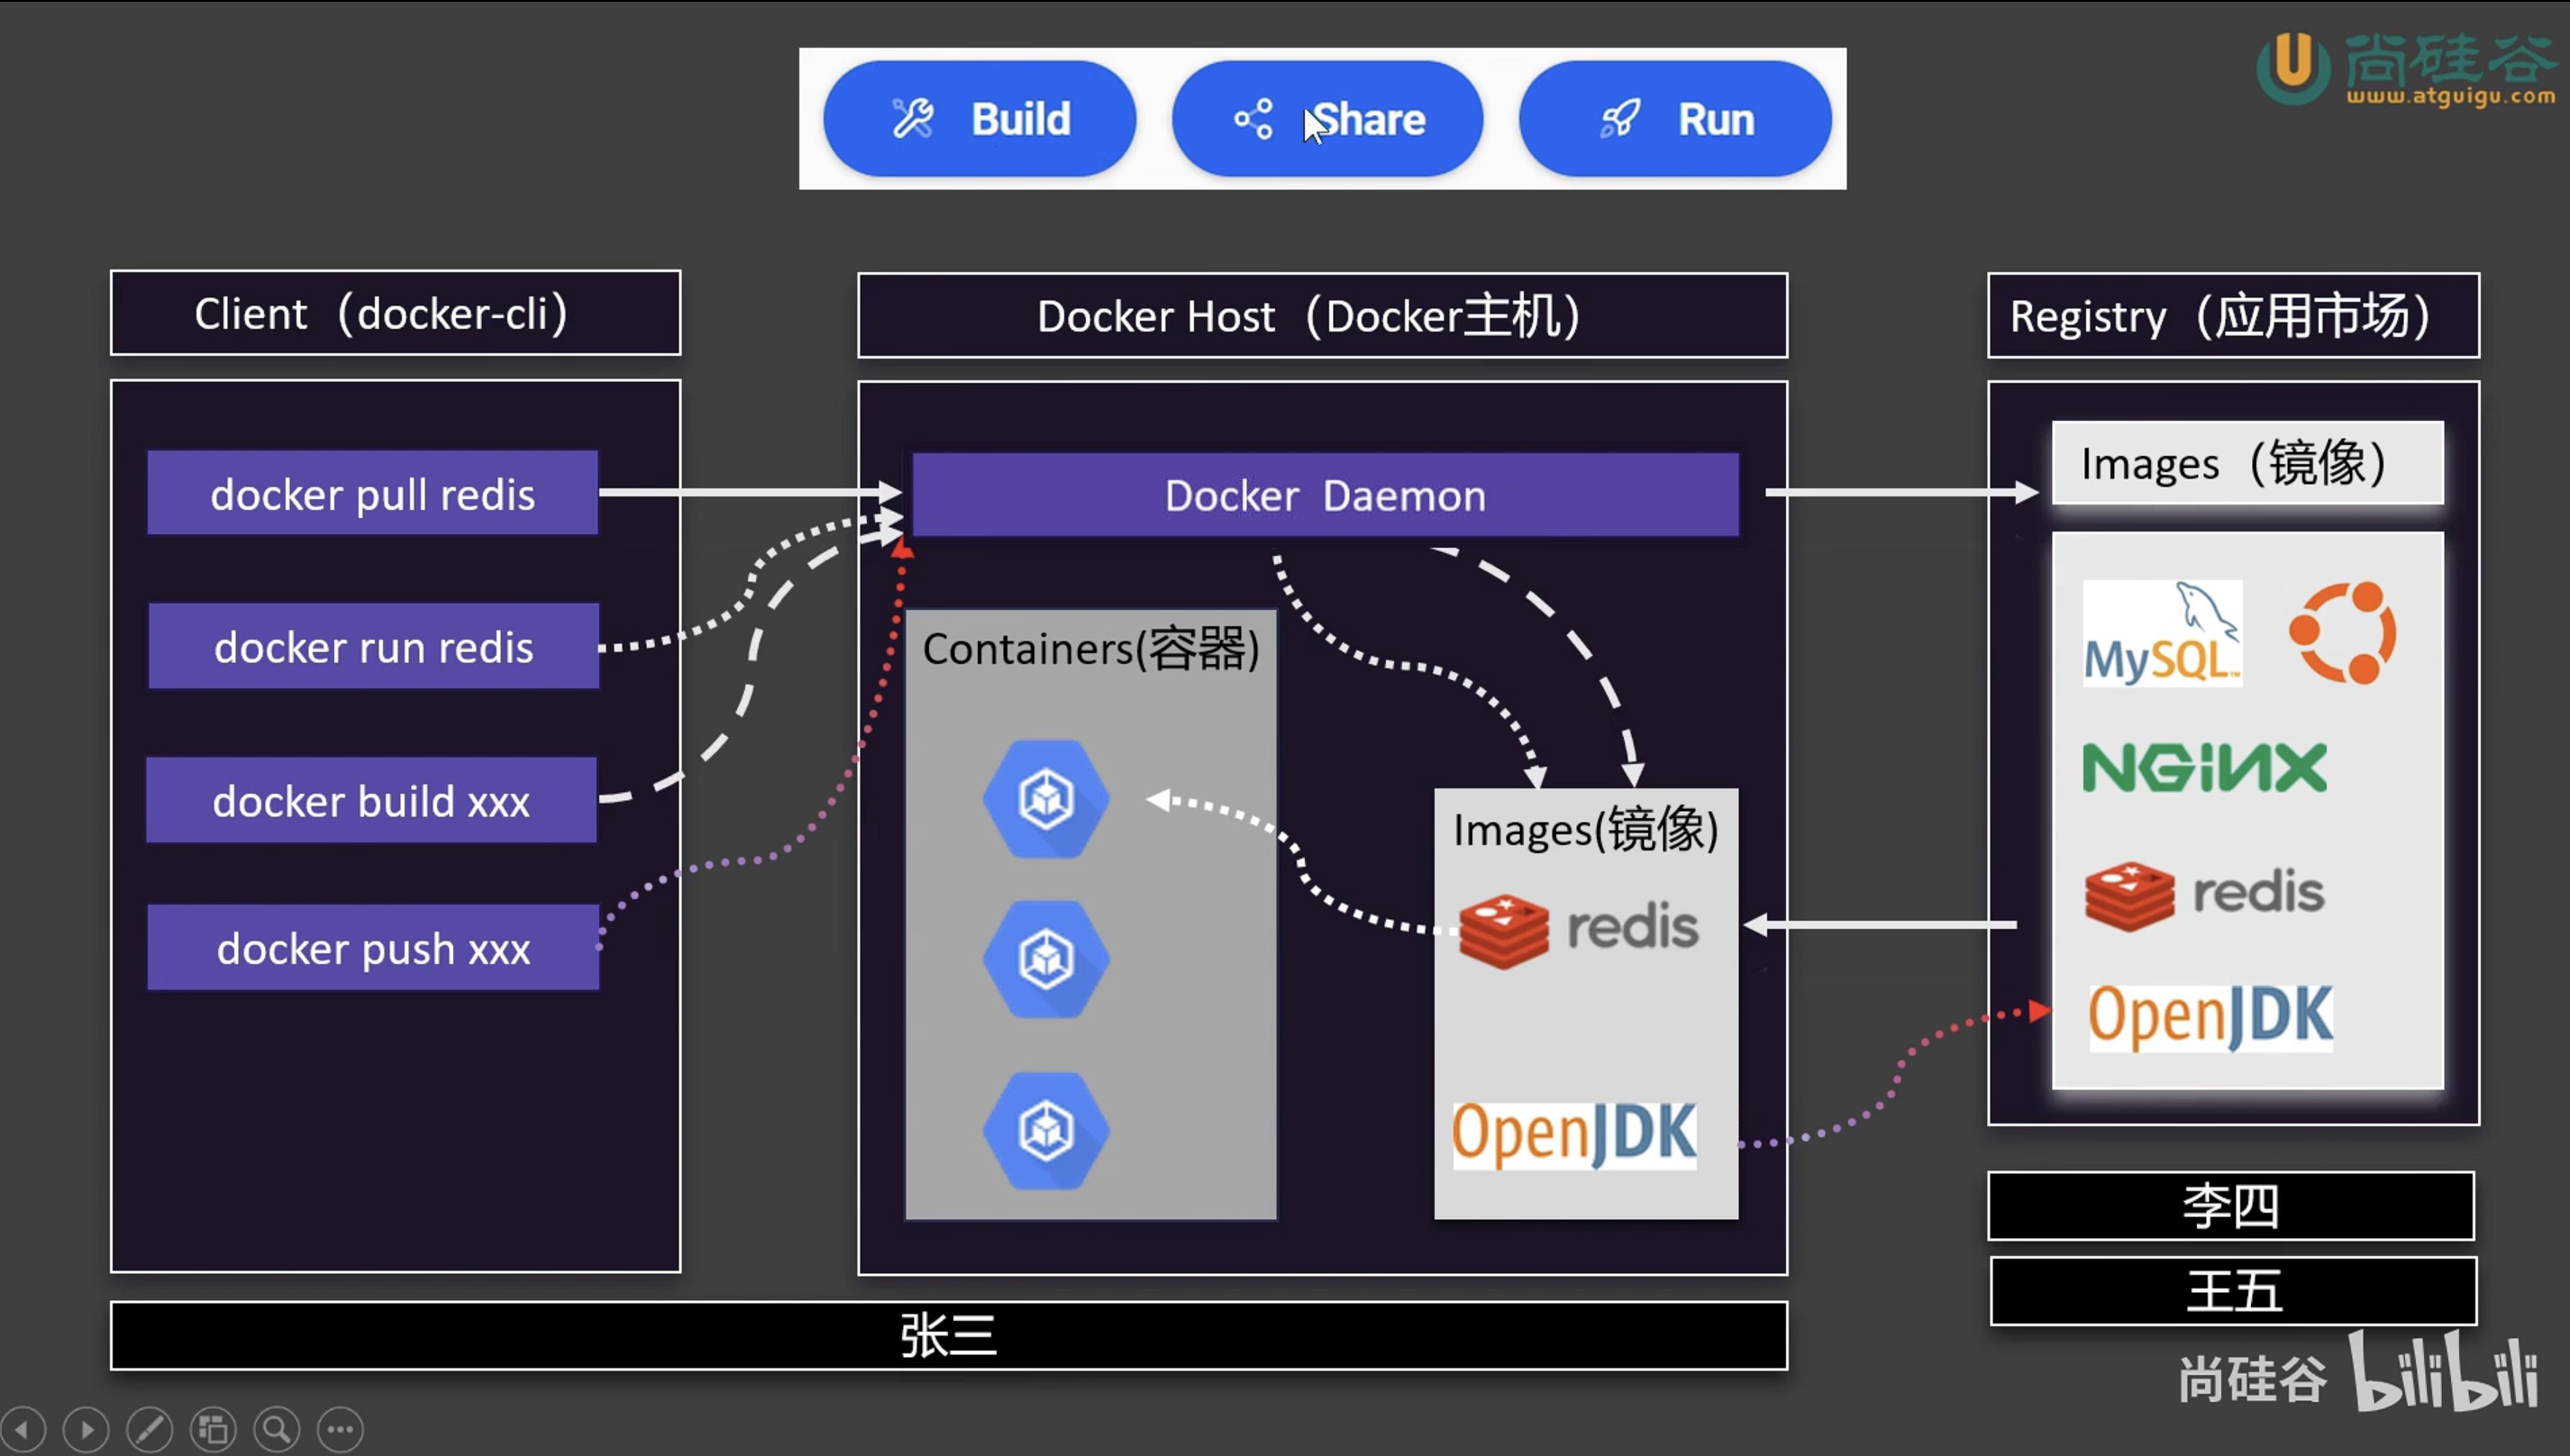 尚硅谷
www.atguigu.com
Build
Share
Run
Client（docker-cli）
docker pull redis
docker run redis
docker build xxx
docker push xxx
Docker Host（Docker主机）
Docker Daemon
Containers(容器)
Images(镜像)
redis
OpenJDK
Registry（应用市场）
Images（镜像）
MySQL™
NGINX
redis
OpenJDK
张三
李四
王五
尚硅谷 bilibili